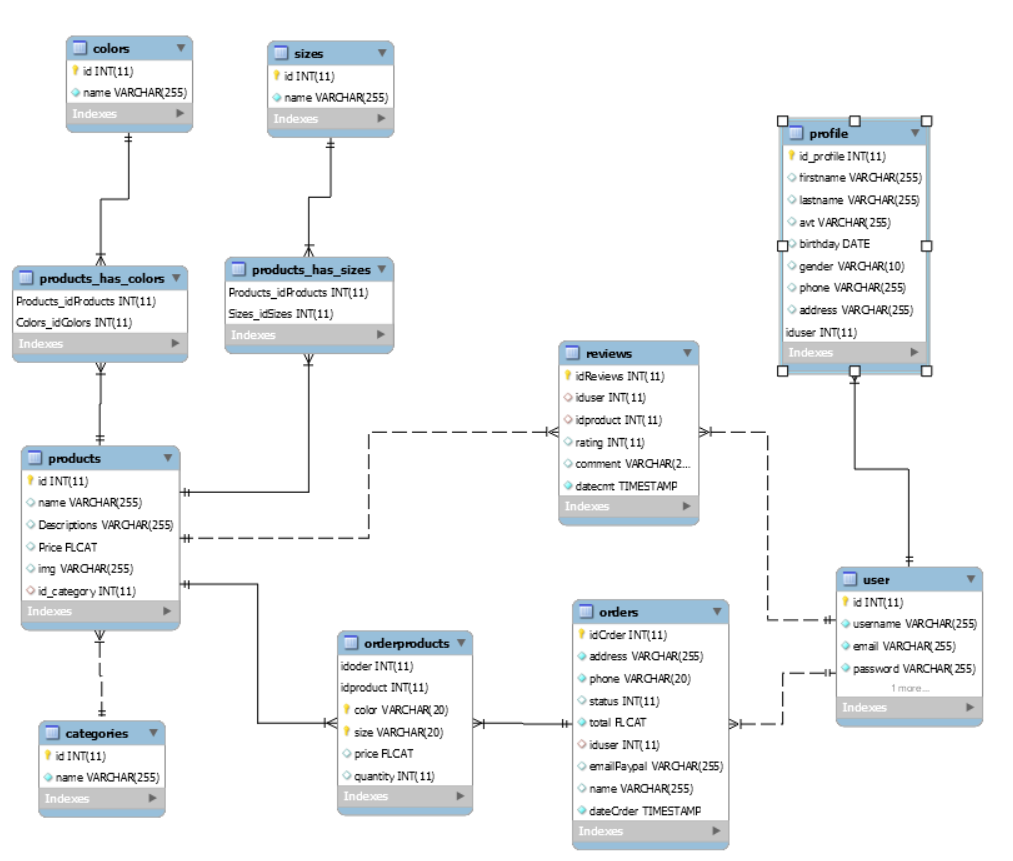 colors
id INT(11)
name VARCHAR(255)
Indexes
sizes
id INT(11)
name VARCHAR(255)
Indexes
profile
id_profile INT(11)
firstname VARCHAR(255)
lastname VARCHAR(255)
avt VARCHAR(255)
birthday DATE
gender VARCHAR(10)
phone VARCHAR(255)
address VARCHAR(255)
iduser INT(11)
Indexes
products_has_colors
Products_idProducts INT(11)
Colors_idColors INT(11)
Indexes
products_has_sizes
Products_idProducts INT(11)
Sizes_idSizes INT(11)
Indexes
reviews
idReviews INT(11)
iduser INT(11)
idproduct INT(11)
rating INT(11)
comment VARCHAR(2...
datecmt TIMESTAMP
Indexes
products
id INT(11)
name VARCHAR(255)
Descriptions VARCHAR(255)
Price FLOAT
img VARCHAR(255)
id_category INT(11)
Indexes
user
id INT(11)
username VARCHAR(255)
email VARCHAR(255)
password VARCHAR(255)
1 more...
Indexes
orderproducts
idoder INT(11)
idproduct INT(11)
color VARCHAR(20)
size VARCHAR(20)
price FLOAT
quantity INT(11)
Indexes
orders
idOrder INT(11)
address VARCHAR(255)
phone VARCHAR(20)
status INT(11)
total FLOAT
iduser INT(11)
emailPaypal VARCHAR(255)
name VARCHAR(255)
dateOrder TIMESTAMP
Indexes
categories
id INT(11)
name VARCHAR(255)
Indexes